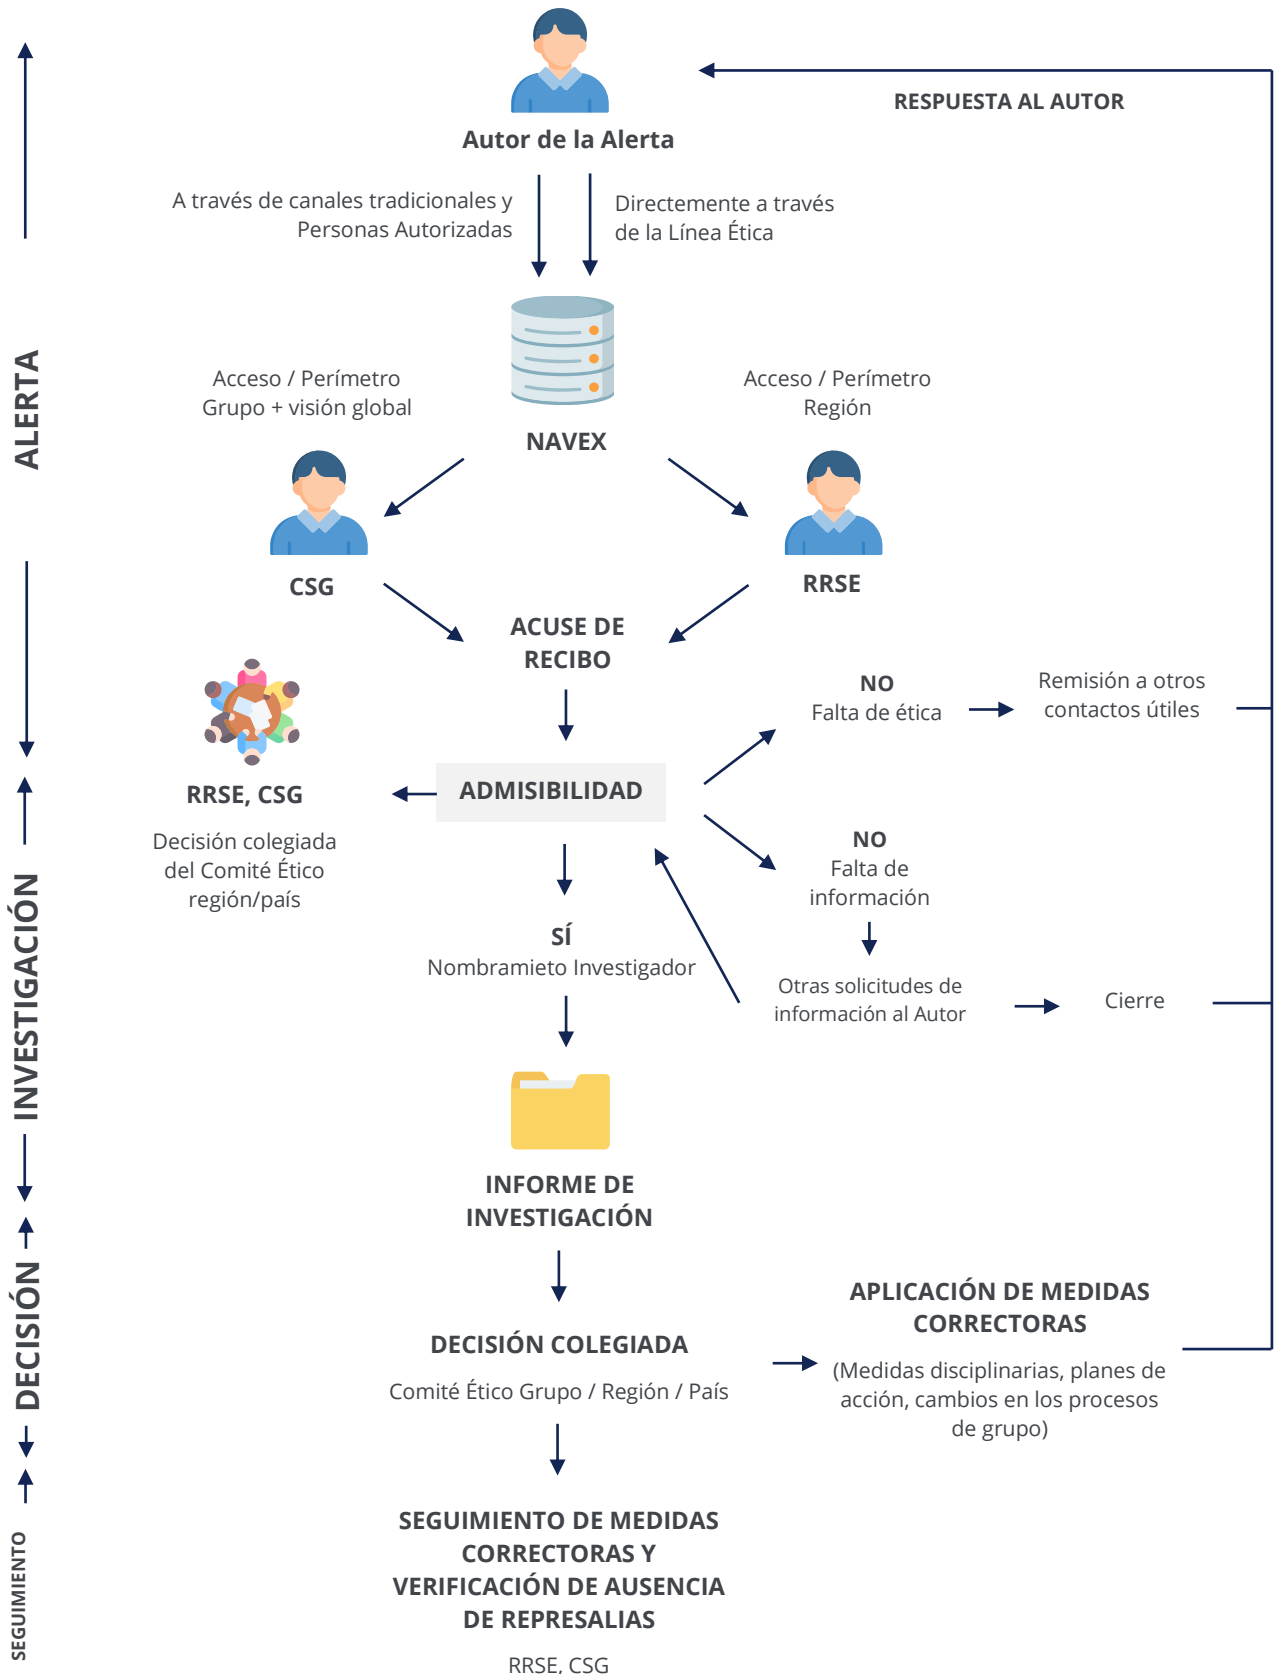 RESPUESTA AL AUTOR
Autor de la Alerta
A través de canales tradicionales y
Personas Autorizadas
Directemente a través
de la Línea Ética
ALERTA
Acceso / Perímetro
Grupo + visión global
Acceso / Perímetro
Región
NAVEX
CSG
RRSE
ACUSE DE
RECIBO
NO
Falta de ética
Remisión a otros
contactos útiles
RRSE, CSG
Decisión colegiada
del Comité Ético
región/país
ADMISIBILIDAD
NO
Falta de
información
INVESTIGACIÓN
SÍ
Nombramieto Investigador
Otras solicitudes de
información al Autor
Cierre
INFORME DE
INVESTIGACIÓN
DECISIÓN
DECISIÓN COLEGIADA
Comité Ético Grupo / Región / País
APLICACIÓN DE MEDIDAS
CORRECTORAS
(Medidas disciplinarias, planes de
acción, cambios en los procesos
de grupo)
SEGUIMIENTO
SEGUIMIENTO DE MEDIDAS
CORRECTORAS Y
VERIFICACIÓN DE AUSENCIA
DE REPRESALIAS
RRSE, CSG